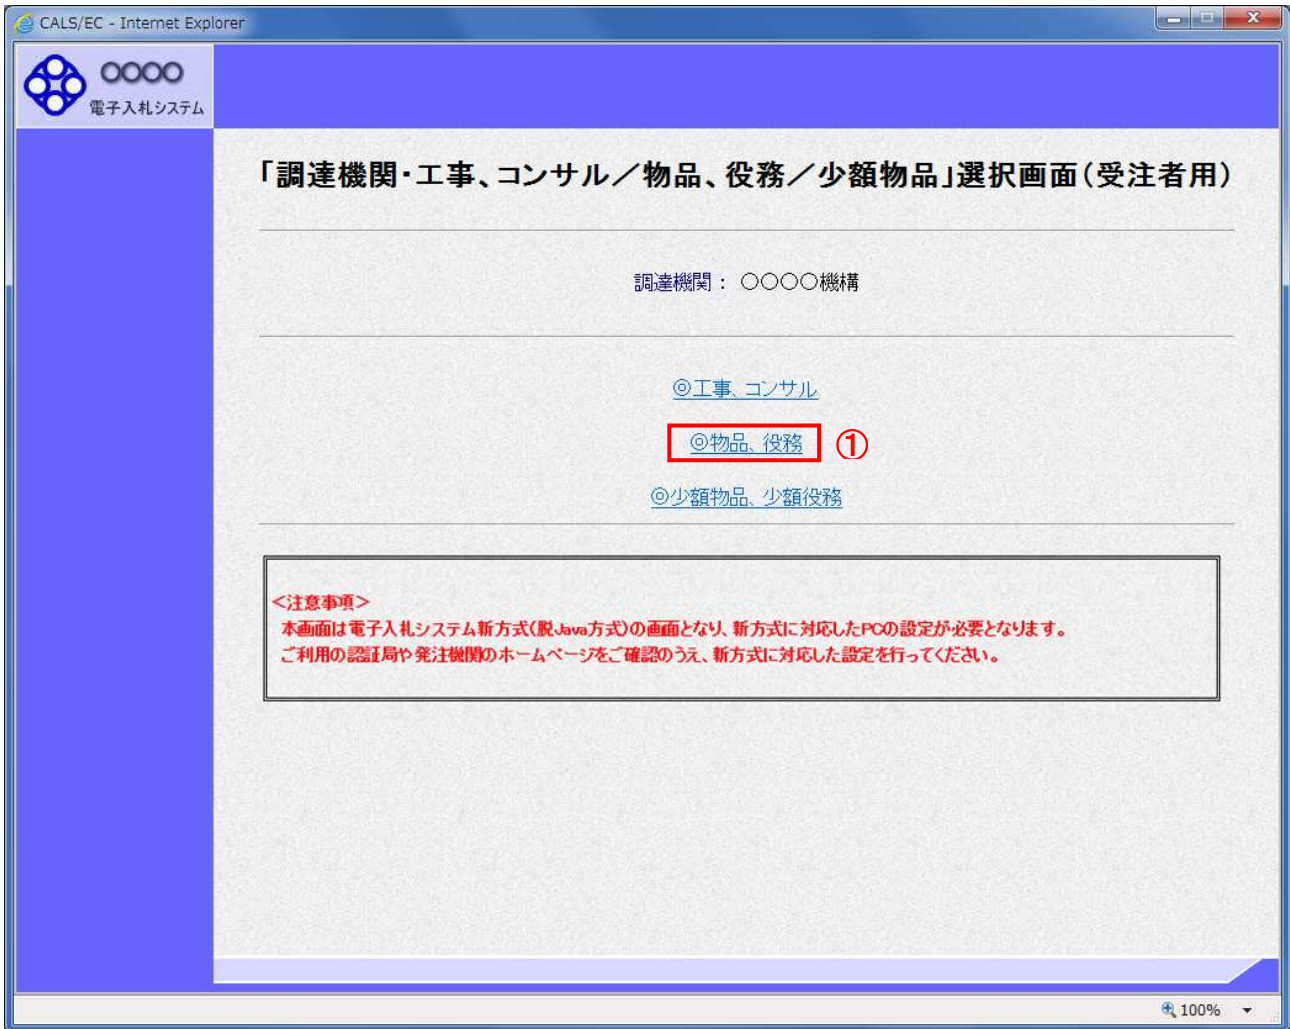 CALS/EC - Internet Explorer
○○○○
電子入札システム
「調達機関・工事、コンサル／物品、役務／少額物品」選択画面（受注者用）
調達機関： ○○○○機構
◎工事、コンサル
◎物品、役務 ①
◎少額物品、少額役務
＜注意事項＞
本画面は電子入札システム新方式(脱Java方式)の画面となり、新方式に対応したPCの設定が必要となります。
ご利用の認証局や発注機関のホームページをご確認のうえ、新方式に対応した設定を行ってください。
100%